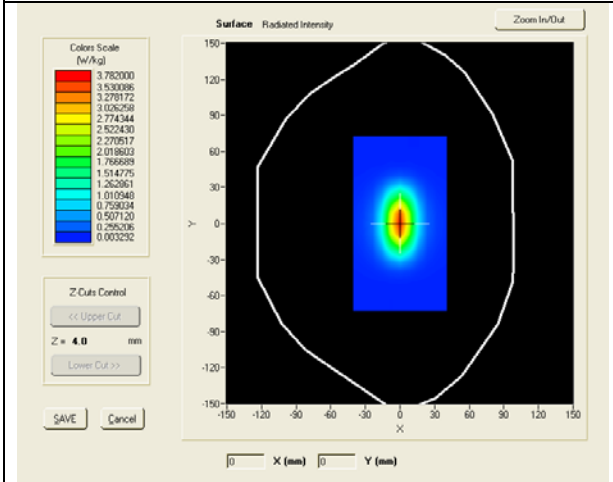 Surface Radiated Intensity
Zoom In/Out
Colors Scale
(W/kg)
3.782000
3.530086
3.278172
3.026258
2.774344
2.522430
2.270517
2.018603
1.766689
1.514775
1.262861
1.010948
0.759034
0.507120
0.255206
0.003292
Z-Cuts Control
<< Upper Cut
Z = 4.0 mm
Lower Cut >>
SAVE Cancel
150
120
90
60
30
0
-30
-60
-90
-120
-150
Y
-150 -120 -90 -60 -30 0 30 60 90 120 150
X
0 X (mm) 0 Y (mm)